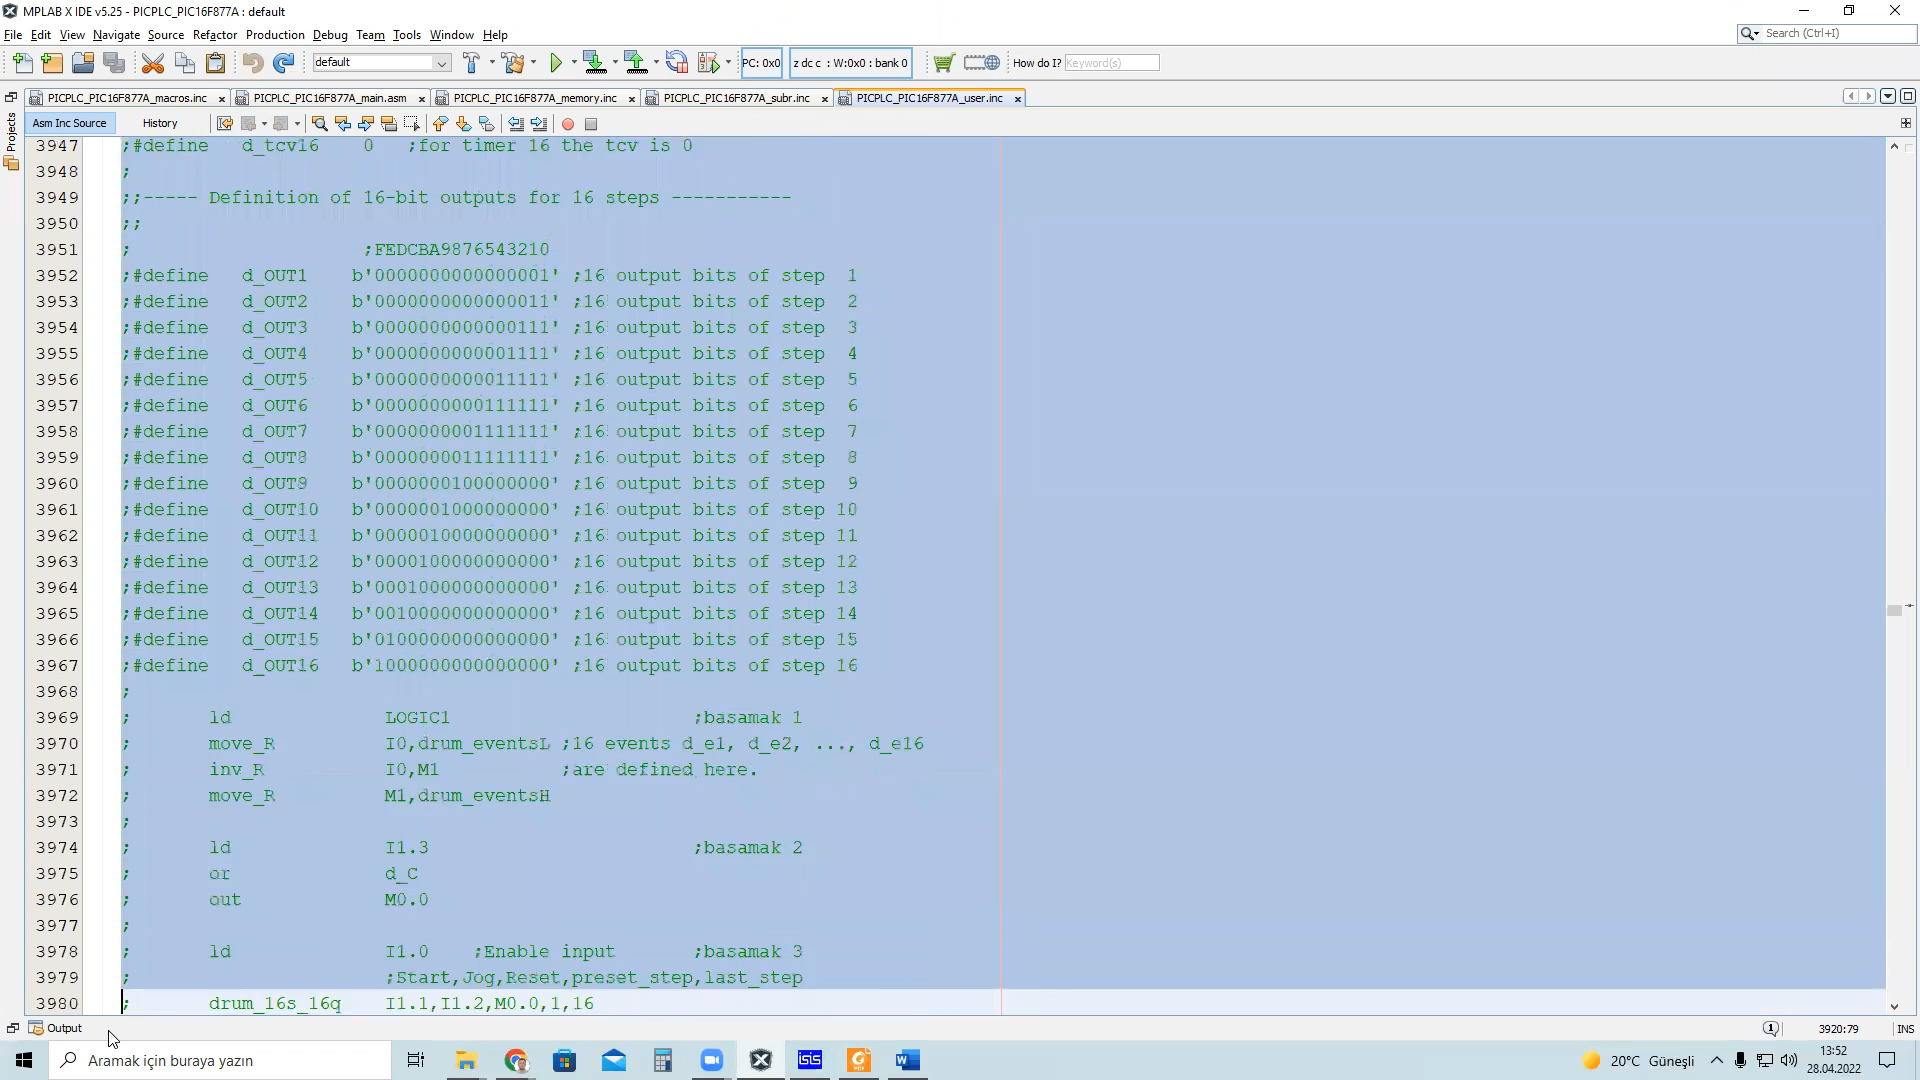 MPLAB X IDE v5.25 - PICPLC_PIC16F877A : default
File Edit View Navigate Source Refactor Production Debug Team Tools Window Help
Search (Ctrl+I)
default
PC: 0x0
z dc c : W:0x0 : bank 0
How do I?
Keyword(s)
PICPLC_PIC16F877A_macros.inc
PICPLC_PIC16F877A_main.asm
PICPLC_PIC16F877A_memory.inc
PICPLC_PIC16F877A_subr.inc
PICPLC_PIC16F877A_user.inc
Projects
Asm Inc Source
History
3947 ;#define d_tcv16 0 ;for timer 16 the tcv is 0
3948 ;
3949 ;;----- Definition of 16-bit outputs for 16 steps -----------
3950 ;;
3951 ; ;FEDCBA9876543210
3952 ;#define d_OUT1 b'0000000000000001' ;16 output bits of step 1
3953 ;#define d_OUT2 b'0000000000000011' ;16 output bits of step 2
3954 ;#define d_OUT3 b'0000000000000111' ;16 output bits of step 3
3955 ;#define d_OUT4 b'0000000000001111' ;16 output bits of step 4
3956 ;#define d_OUT5 b'0000000000011111' ;16 output bits of step 5
3957 ;#define d_OUT6 b'0000000000111111' ;16 output bits of step 6
3958 ;#define d_OUT7 b'0000000001111111' ;16 output bits of step 7
3959 ;#define d_OUT8 b'0000000011111111' ;16 output bits of step 8
3960 ;#define d_OUT9 b'0000000100000000' ;16 output bits of step 9
3961 ;#define d_OUT10 b'0000001000000000' ;16 output bits of step 10
3962 ;#define d_OUT11 b'0000010000000000' ;16 output bits of step 11
3963 ;#define d_OUT12 b'0000100000000000' ;16 output bits of step 12
3964 ;#define d_OUT13 b'0001000000000000' ;16 output bits of step 13
3965 ;#define d_OUT14 b'0010000000000000' ;16 output bits of step 14
3966 ;#define d_OUT15 b'0100000000000000' ;16 output bits of step 15
3967 ;#define d_OUT16 b'1000000000000000' ;16 output bits of step 16
3968 ;
3969 ; ld LOGIC1 ;basamak 1
3970 ; move_R I0,drum_eventsL ;16 events d_e1, d_e2, ..., d_e16
3971 ; inv_R I0,M1 ;are defined here.
3972 ; move_R M1,drum_eventsH
3973 ;
3974 ; ld I1.3 ;basamak 2
3975 ; or d_C
3976 ; out M0.0
3977 ;
3978 ; ld I1.0 ;Enable input ;basamak 3
3979 ; ;Start,Jog,Reset,preset_step,last_step
3980 ; drum_16s_16q I1.1,I1.2,M0.0,1,16
Output
1
3920:79
INS
Aramak için buraya yazın
isis
20°C Güneşli
13:52
28.04.2022